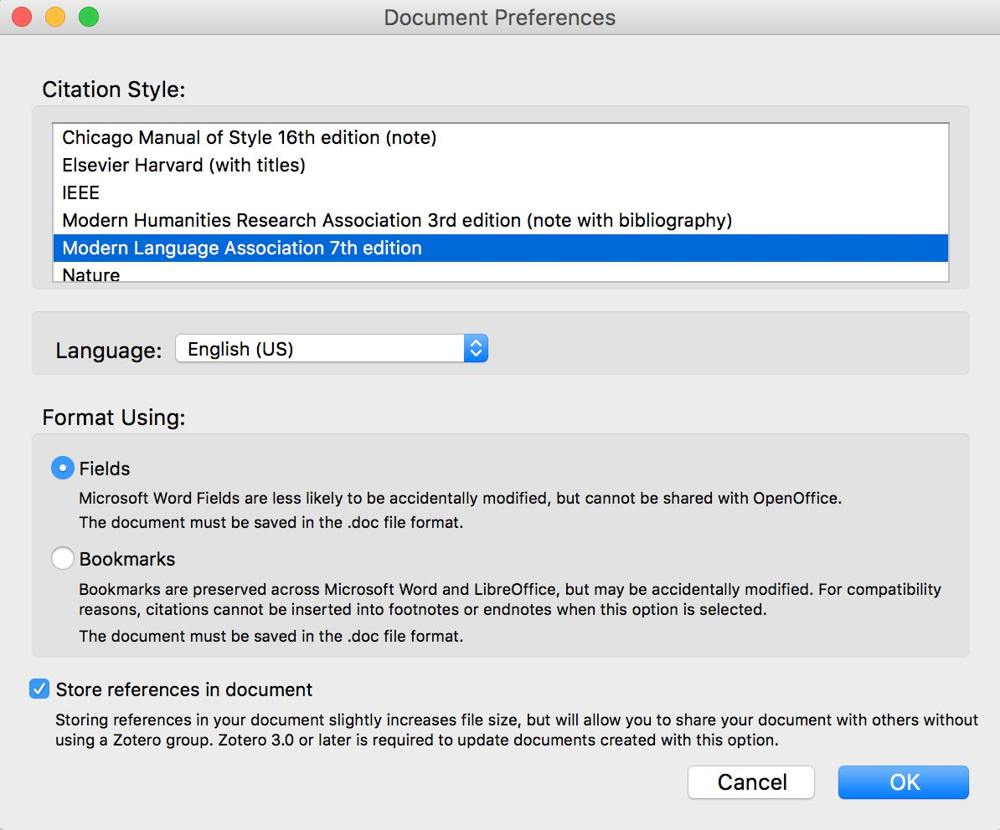 Document Preferences
Citation Style:
Chicago Manual of Style 16th edition (note)
Elsevier Harvard (with titles)
IEEE
Modern Humanities Research Association 3rd edition (note with bibliography)
Modern Language Association 7th edition
Nature
Language: English (US)
Format Using:
Fields
Microsoft Word Fields are less likely to be accidentally modified, but cannot be shared with OpenOffice.
The document must be saved in the .doc file format.
Bookmarks
Bookmarks are preserved across Microsoft Word and LibreOffice, but may be accidentally modified. For compatibility
reasons, citations cannot be inserted into footnotes or endnotes when this option is selected.
The document must be saved in the .doc file format.
Store references in document
Storing references in your document slightly increases file size, but will allow you to share your document with others without
using a Zotero group. Zotero 3.0 or later is required to update documents created with this option.
Cancel OK